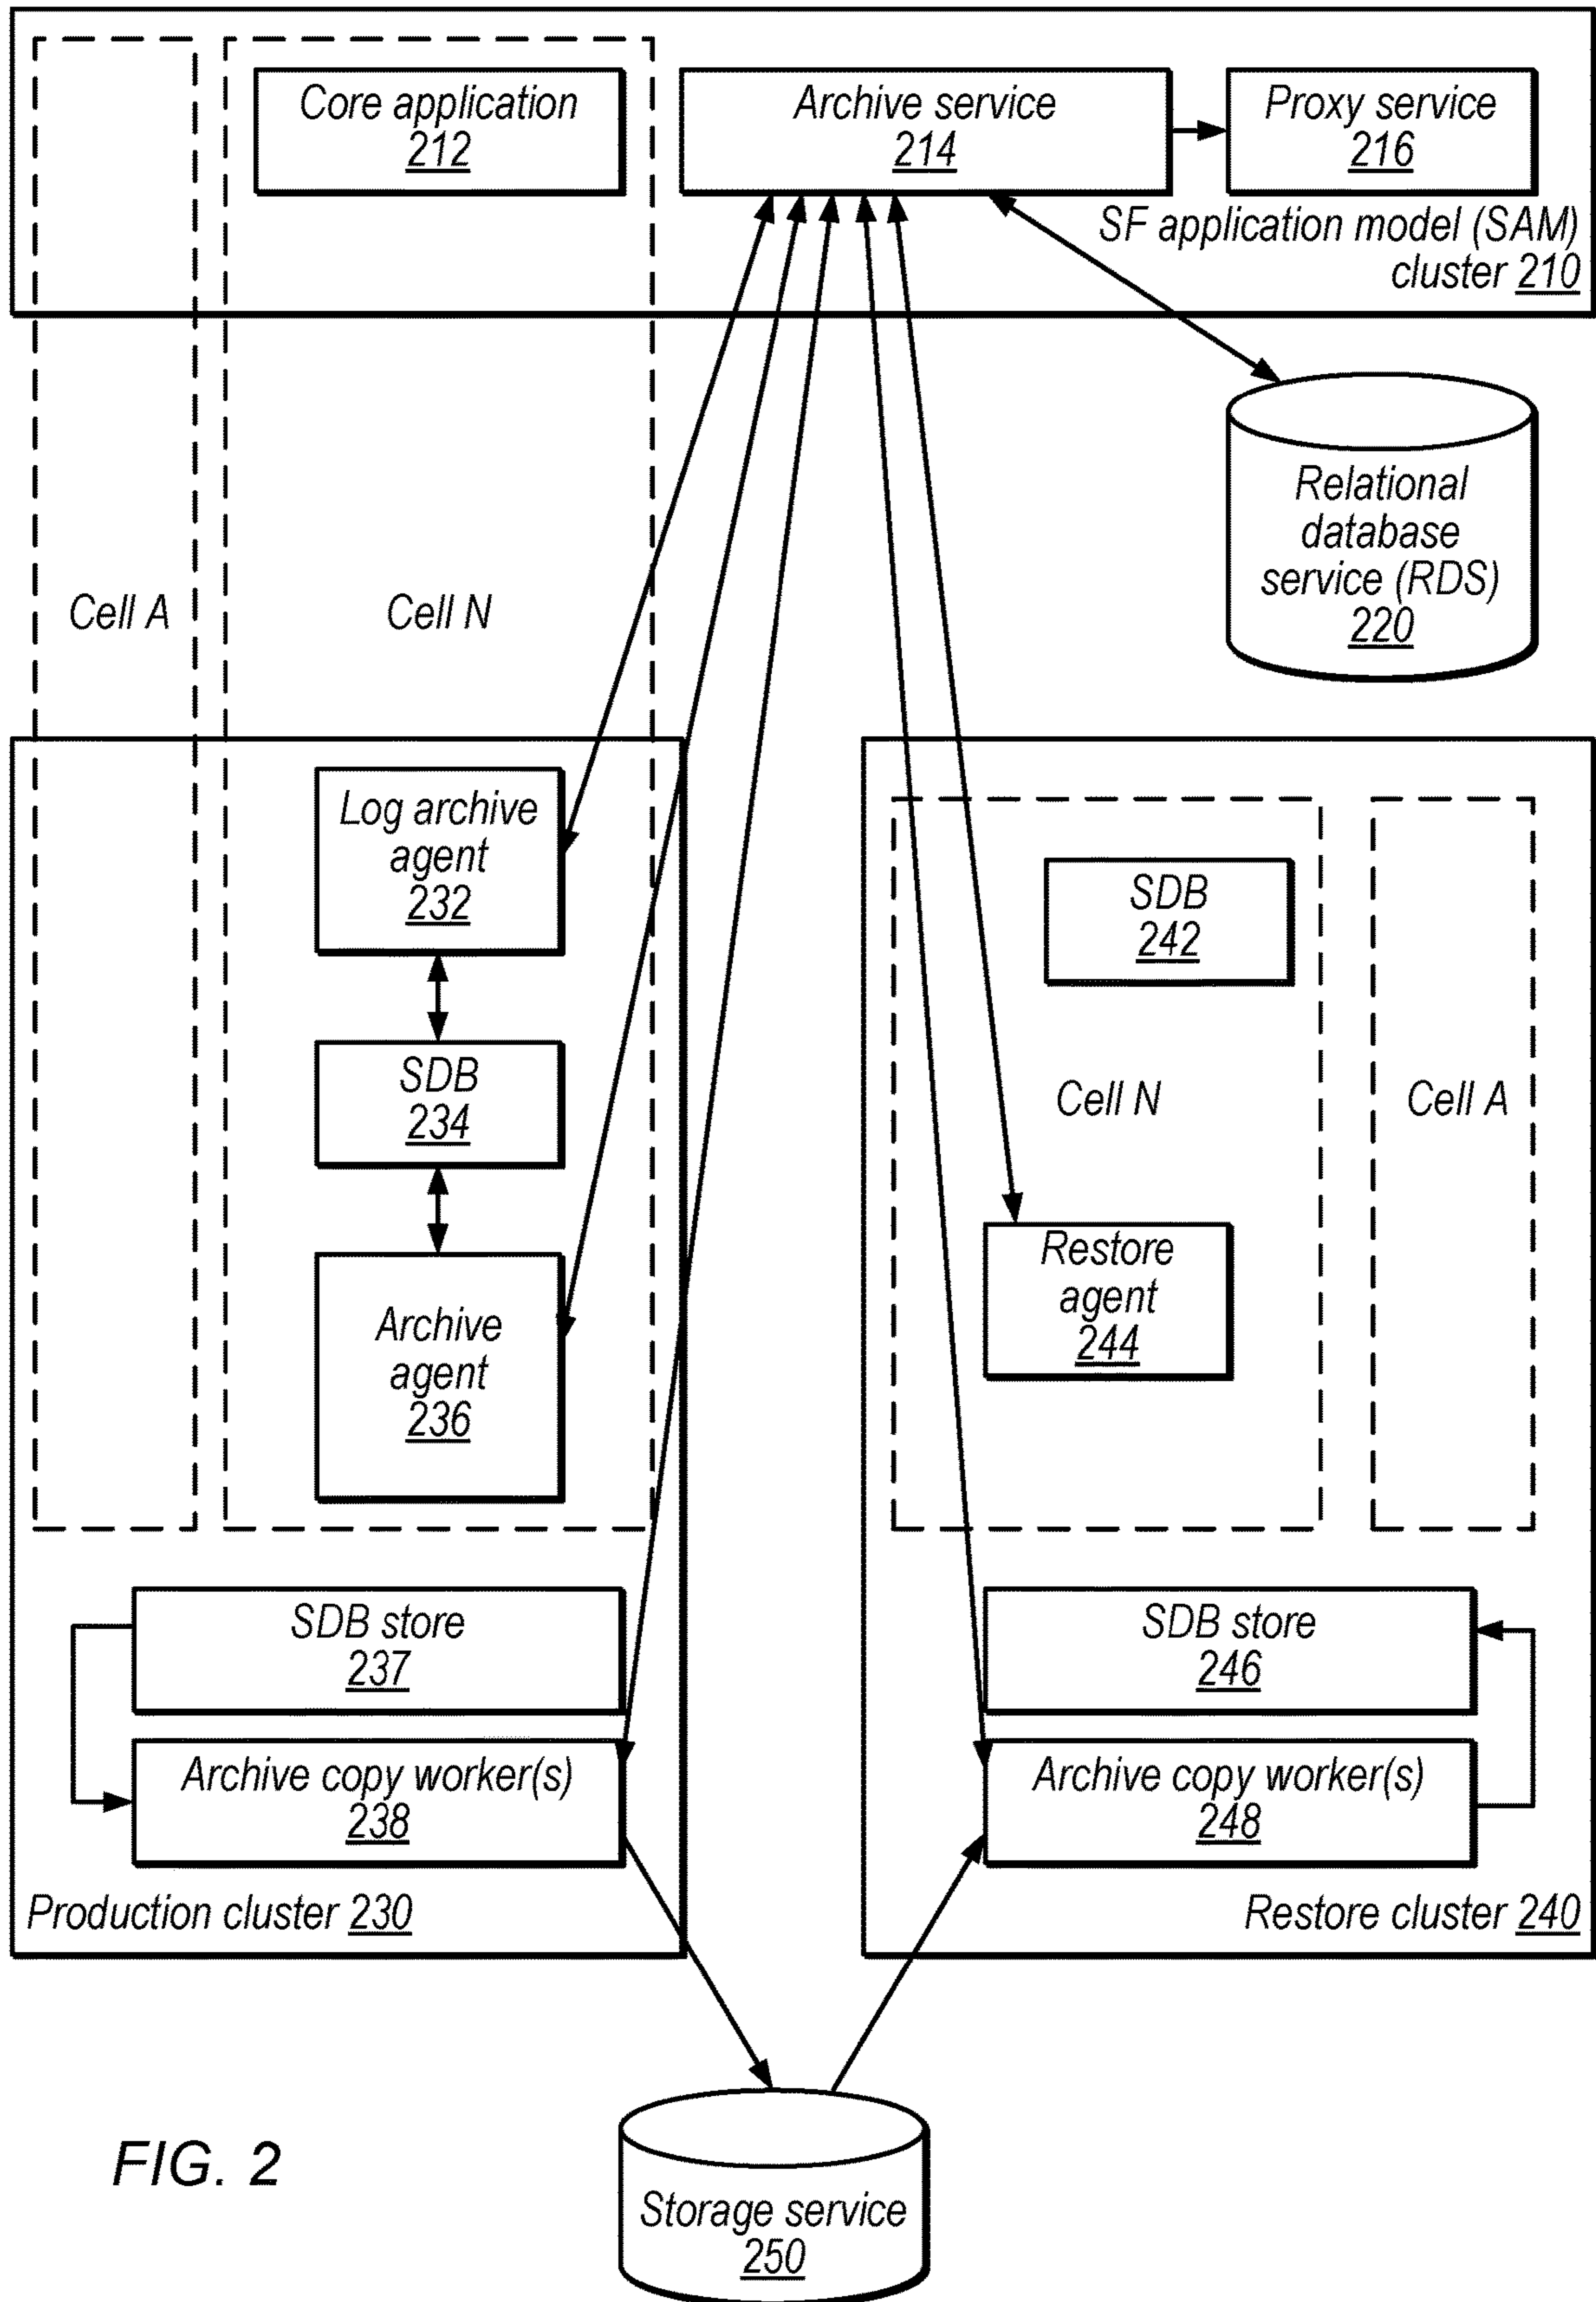 Core application
212
Archive service
214
Proxy service
216
SF application model (SAM)
cluster 210
Relational
database
service (RDS)
220
Cell A
Cell N
Log archive
agent
232
SDB
234
Archive
agent
236
SDB store
237
Archive copy worker(s)
238
Production cluster 230
SDB
242
Cell N
Cell A
Restore
agent
244
SDB store
246
Archive copy worker(s)
248
Restore cluster 240
Storage service
250
FIG. 2